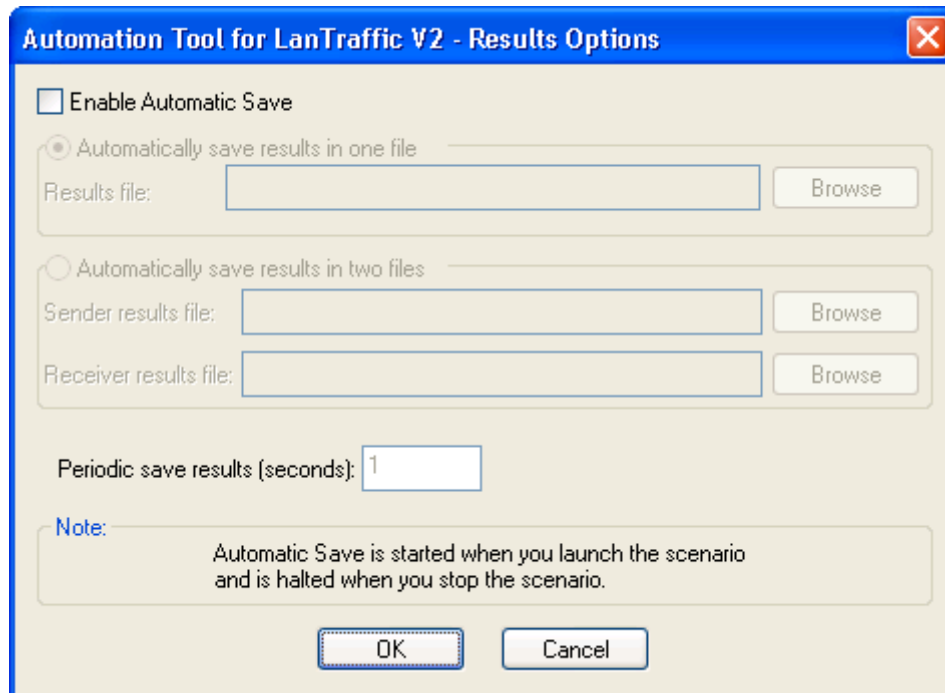 Automation Tool for LanTraffic V2 - Results Options
Enable Automatic Save
Automatically save results in one file
Results file:
Browse
Automatically save results in two files
Sender results file:
Browse
Receiver results file:
Browse
Periodic save results (seconds): 1
Note:
Automatic Save is started when you launch the scenario
and is halted when you stop the scenario.
OK
Cancel